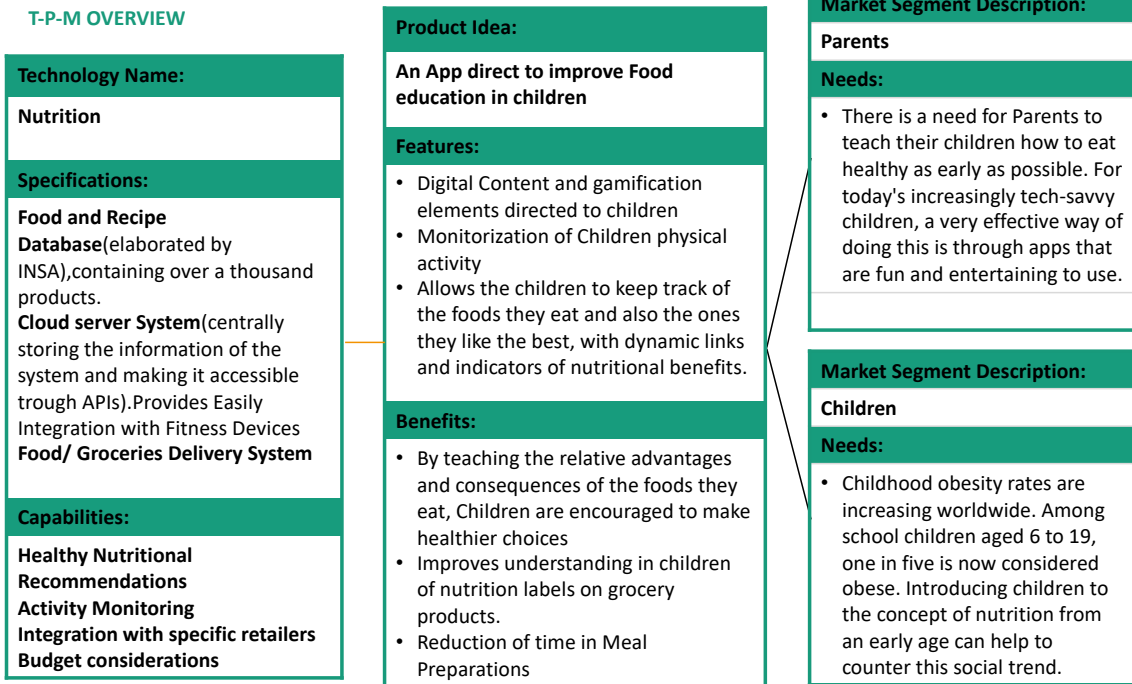 T-P-M OVERVIEW
Technology Name:
Nutrition
Specifications:
Food and Recipe
Database(elaborated by
INSA),containing over a thousand
products.
Cloud server System(centrally
storing the information of the
system and making it accessible
trough APIs).Provides Easily
Integration with Fitness Devices
Food/ Groceries Delivery System
Capabilities:
Healthy Nutritional
Recommendations
Activity Monitoring
Integration with specific retailers
Budget considerations
Product Idea:
An App direct to improve Food
education in children
Features:
• Digital Content and gamification
elements directed to children
• Monitorization of Children physical
activity
• Allows the children to keep track of
the foods they eat and also the ones
they like the best, with dynamic links
and indicators of nutritional benefits.
Benefits:
• By teaching the relative advantages
and consequences of the foods they
eat, Children are encouraged to make
healthier choices
• Improves understanding in children
of nutrition labels on grocery
products.
• Reduction of time in Meal
Preparations
Market Segment Description:
Parents
Needs:
• There is a need for Parents to
teach their children how to eat
healthy as early as possible. For
today's increasingly tech-savvy
children, a very effective way of
doing this is through apps that
are fun and entertaining to use.
Market Segment Description:
Children
Needs:
• Childhood obesity rates are
increasing worldwide. Among
school children aged 6 to 19,
one in five is now considered
obese. Introducing children to
the concept of nutrition from
an early age can help to
counter this social trend.